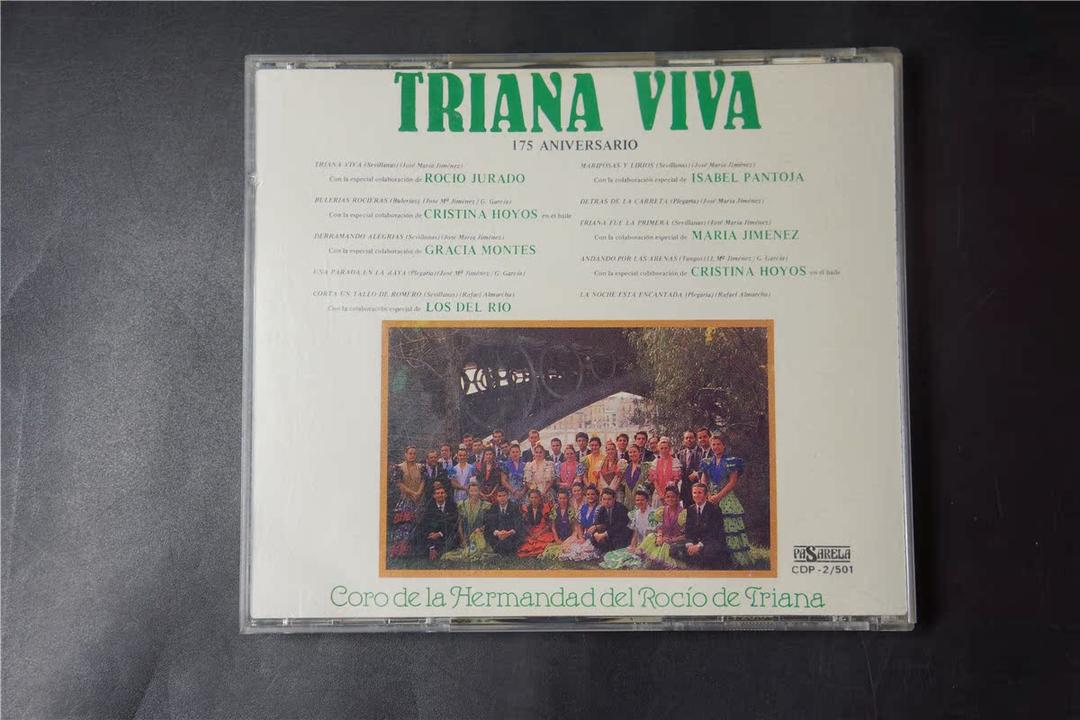 TRIANA VIVA
175 ANIVERSARIO
TRIANA VIVA (Sevillanas) (José María Jiménez)
Con la especial colaboración de ROCIO JURADO
BULERIAS ROCIERAS (Bulerías) (José Mª Jiménez / G. García)
Con la especial colaboración de CRISTINA HOYOS en el baile
DERRAMANDO ALEGRIAS (Sevillanas) (José María Jiménez)
Con la colaboración especial de GRACIA MONTES
UNA PARADA EN LA RAYA (Plegaria) (José Mª Jiménez / G. García)
CORTA UN TALLO DE ROMERO (Sevillanas) (Rafael Almarcha)
Con la colaboración especial de LOS DEL RIO
MARIPOSAS Y LIRIOS (Sevillanas) (José María Jiménez)
Con la colaboración especial de ISABEL PANTOJA
DETRAS DE LA CARRETA (Plegaria) (José María Jiménez)
TRIANA FUE LA PRIMERA (Sevillanas) (José María Jiménez)
Con la colaboración especial de MARIA JIMENEZ
ANDANDO POR LAS ARENAS (Tangos) (J. Mª Jiménez / G. García)
Con la especial colaboración de CRISTINA HOYOS en el baile
LA NOCHE ESTA ENCANTADA (Plegaria) (Rafael Almarcha)
PASARELA
CDP - 2/501
Coro de la Hermandad del Rocío de Triana